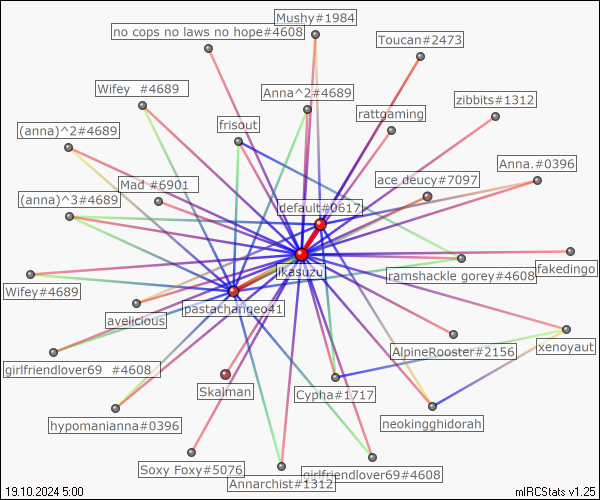 Mushy#1984
no cops no laws no hope#4608
Toucan#2473
Wifey #4689
Anna^2#4689
zibbits#1312
rattgaming
(anna)^2#4689
frisout
Anna.#0396
Mad #6901
ace deucy#7097
(anna)^3#4689
default#0617
ikasuzu
fakedingo
ramshackle gorey#4608
Wifey#4689
pastachangeo41
avelicious
xenoyaut
AlpineRooster#2156
girlfriendlover69 #4608
Skalman
Cypha#1717
hypomanianna#0396
neokingghidorah
Soxy Foxy#5076
girlfriendlover69#4608
Annarchist#1312
19.10.2024 5:00
mIRCStats v1.25